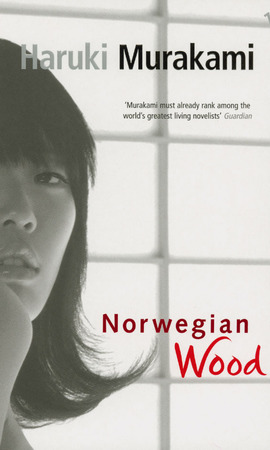 Haruki Murakami
'Murakami must already rank among the
world's greatest living novelists' Guardian
Norwegian
Wood